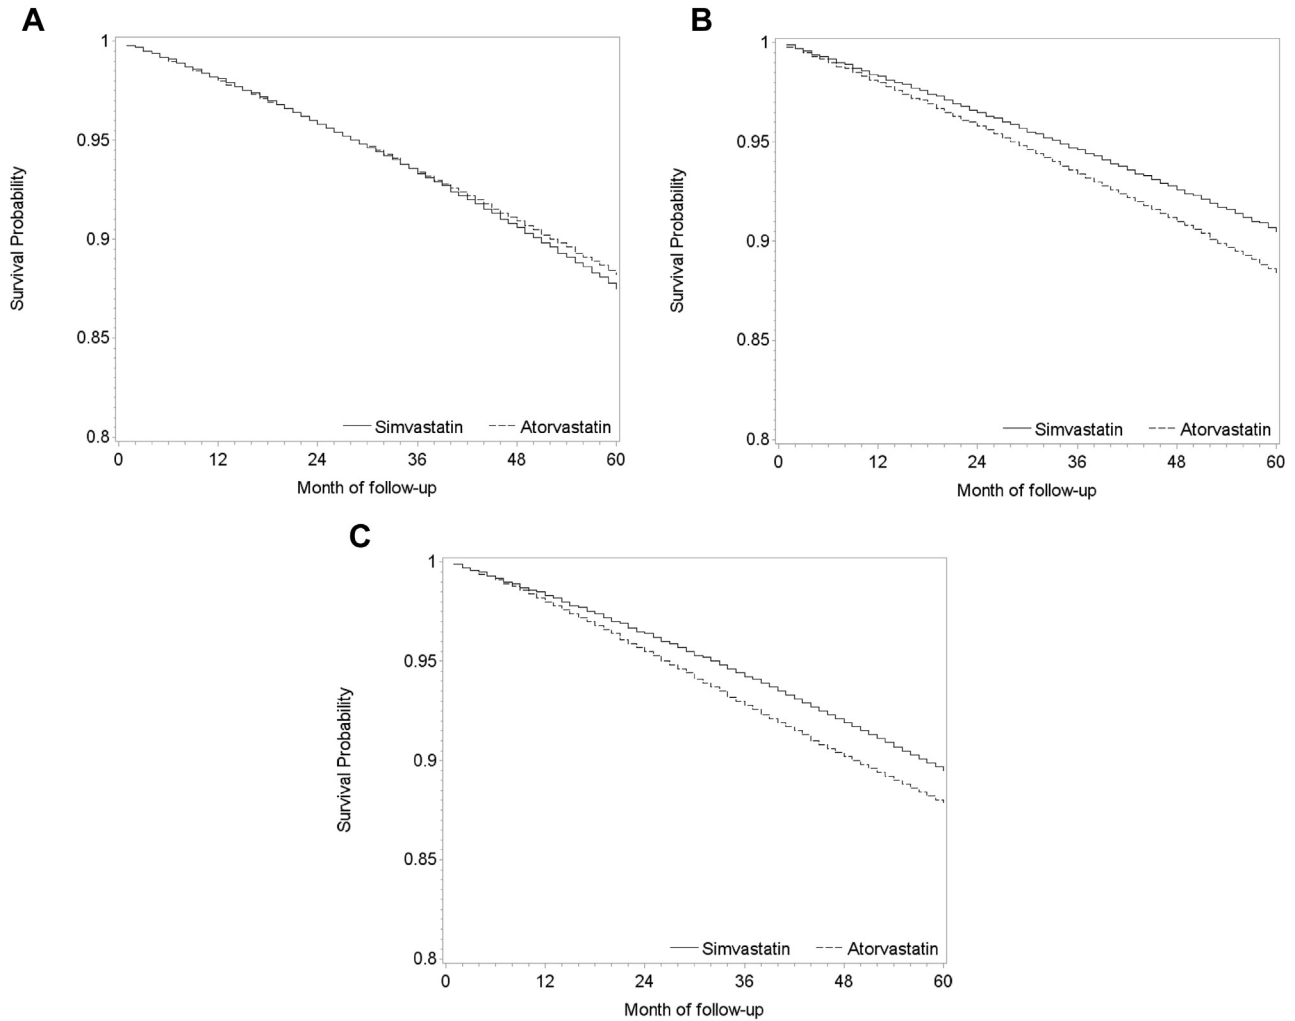 A
1
0.95
0.9
0.85
0.8
Survival Probability
Simvastatin Atorvastatin
0 12 24 36 48 60
Month of follow-up
B
1
0.95
0.9
0.85
0.8
Survival Probability
Simvastatin Atorvastatin
0 12 24 36 48 60
Month of follow-up
C
1
0.95
0.9
0.85
0.8
Survival Probability
Simvastatin Atorvastatin
0 12 24 36 48 60
Month of follow-up